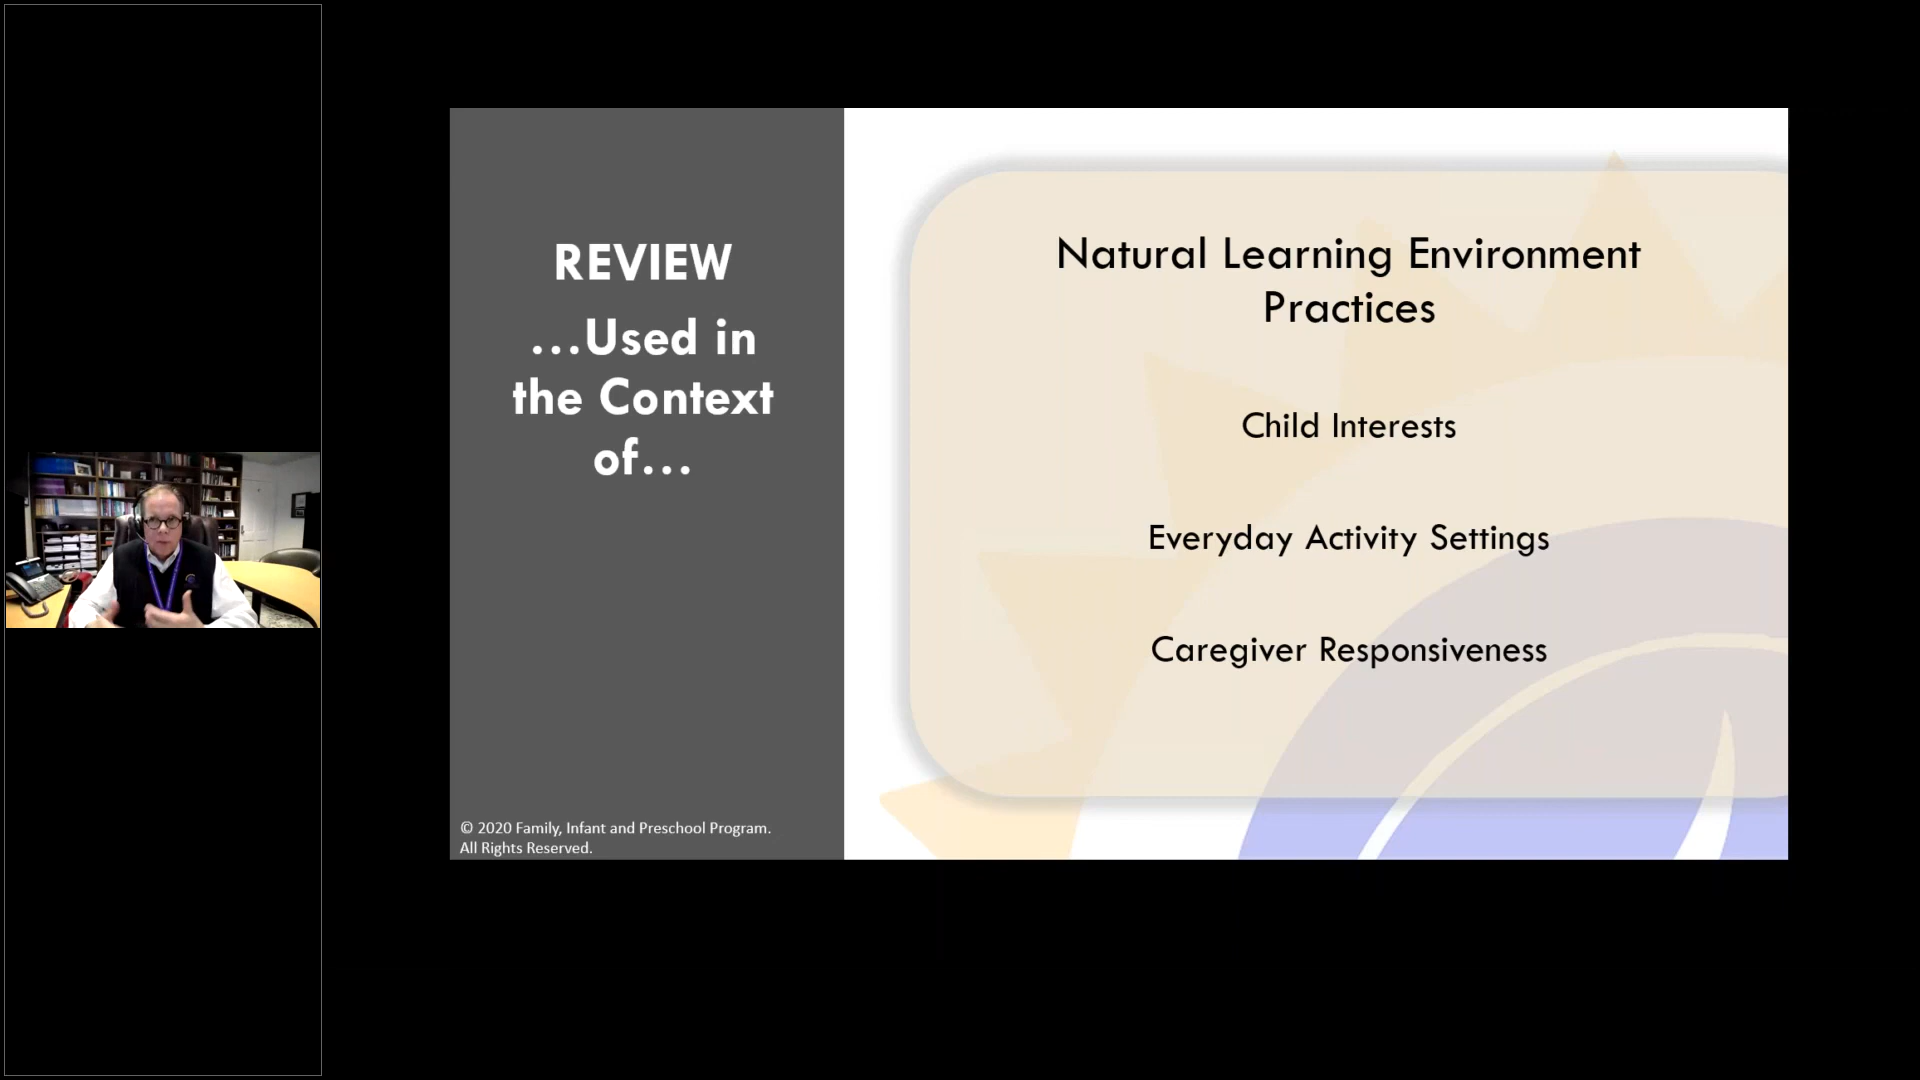 REVIEW
…Used in
the Context
of…
© 2020 Family, Infant and Preschool Program.
All Rights Reserved.
Natural Learning Environment
Practices
Child Interests
Everyday Activity Settings
Caregiver Responsiveness